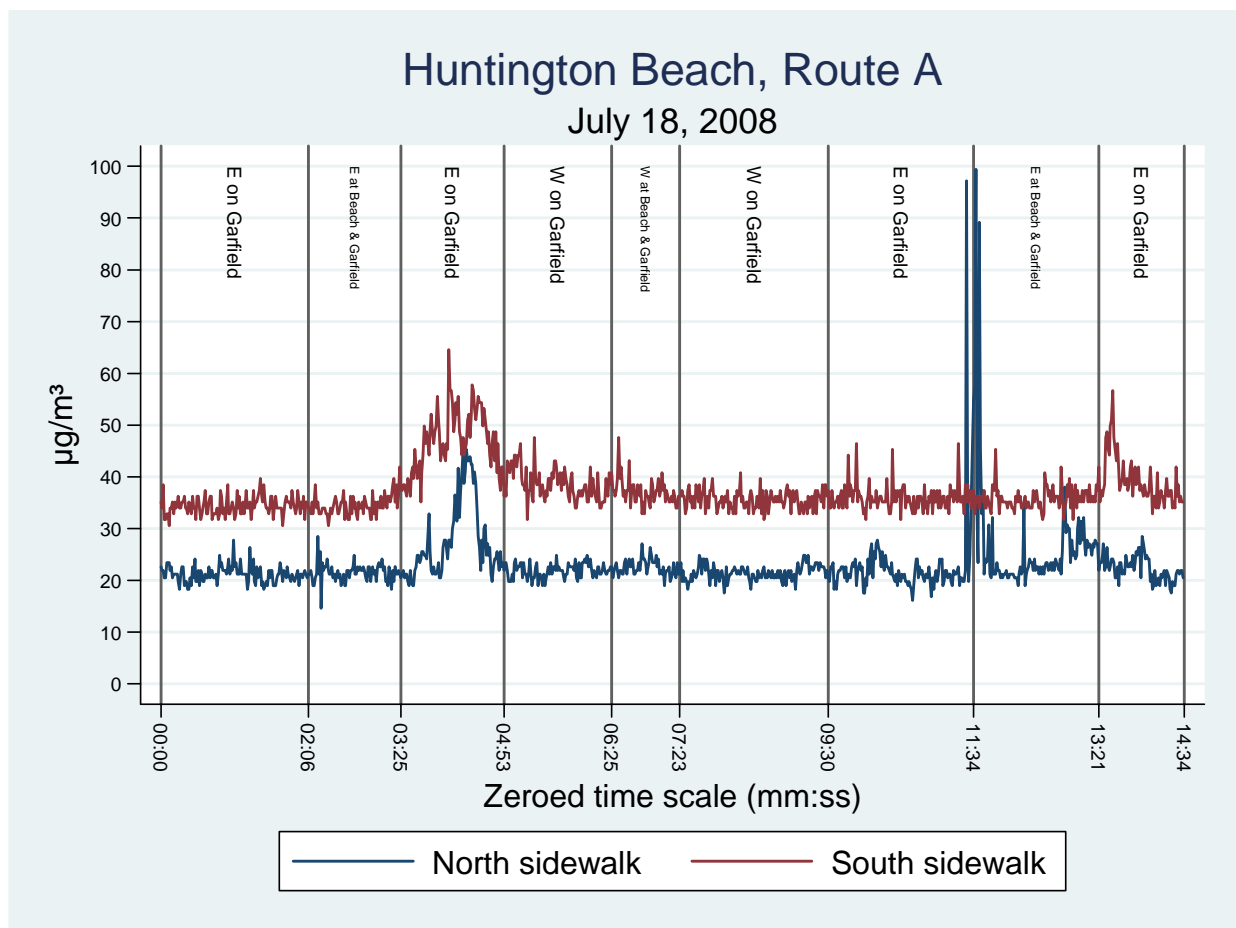 Huntington Beach, Route A
July 18, 2008
E on Garfield
E at Beach & Garfield
E on Garfield
W on Garfield
W at Beach & Garfield
W on Garfield
E on Garfield
E at Beach & Garfield
E on Garfield
100
90
80
70
60
50
40
30
20
10
0
µg/m³
00:00
02:06
03:25
04:53
06:25
07:23
09:30
11:34
13:21
14:34
Zeroed time scale (mm:ss)
North sidewalk
South sidewalk